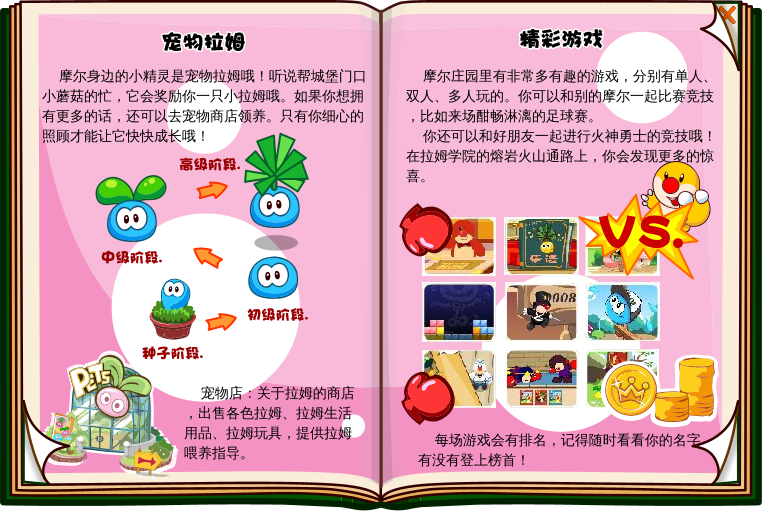 宠物拉姆
摩尔身边的小精灵是宠物拉姆哦！听说帮城堡门口
小蘑菇的忙，它会奖励你一只小拉姆哦。如果你想拥
有更多的话，还可以去宠物商店领养。只有你细心的
照顾才能让它快快成长哦！
高级阶段.
中级阶段.
初级阶段.
种子阶段.
PETS
宠物店：关于拉姆的商店
，出售各色拉姆、拉姆生活
用品、拉姆玩具，提供拉姆
喂养指导。
精彩游戏
摩尔庄园里有非常多有趣的游戏，分别有单人、
双人、多人玩的。你可以和别的摩尔一起比赛竞技
，比如来场酣畅淋漓的足球赛。
你还可以和好朋友一起进行火神勇士的竞技哦！
在拉姆学院的熔岩火山通路上，你会发现更多的惊
喜。
VS.
008
每场游戏会有排名，记得随时看看你的名字
有没有登上榜首！